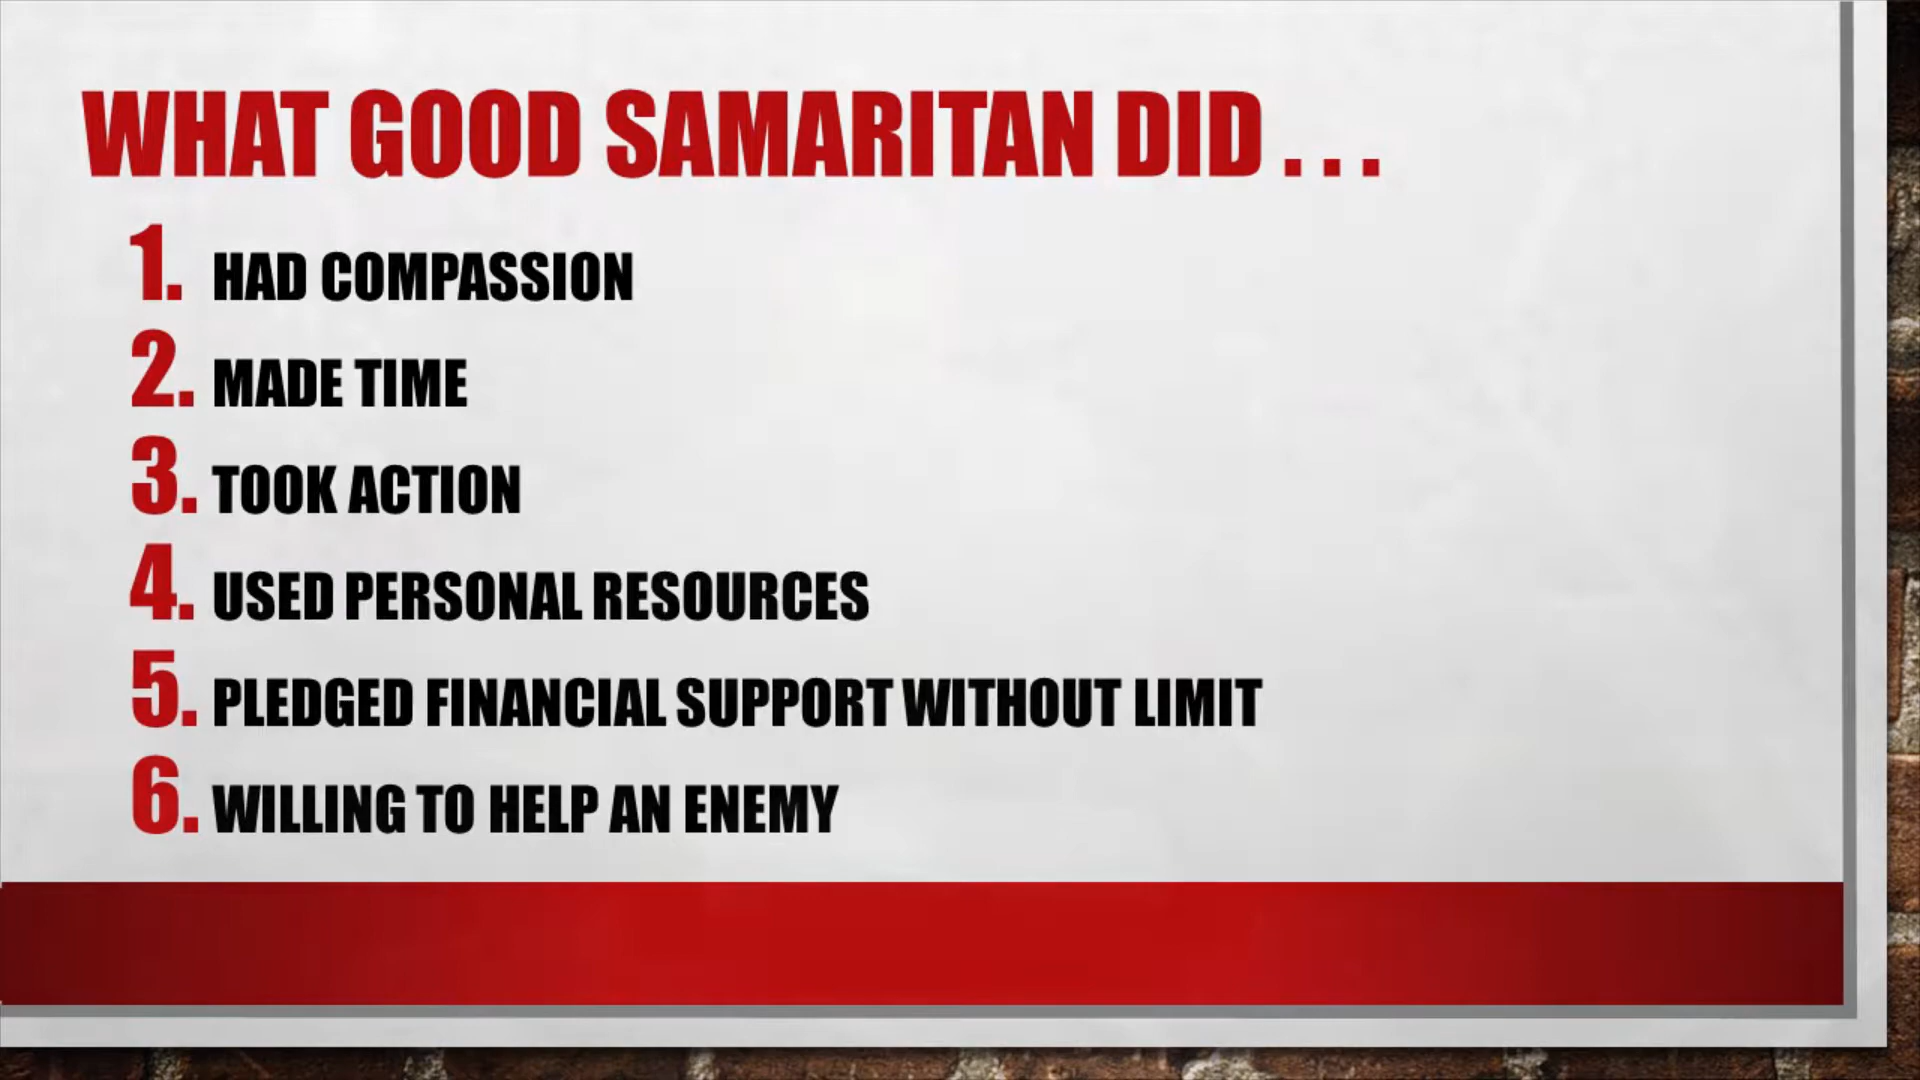 WHAT GOOD SAMARITAN DID . . .
1. HAD COMPASSION
2. MADE TIME
3. TOOK ACTION
4. USED PERSONAL RESOURCES
5. PLEDGED FINANCIAL SUPPORT WITHOUT LIMIT
6. WILLING TO HELP AN ENEMY